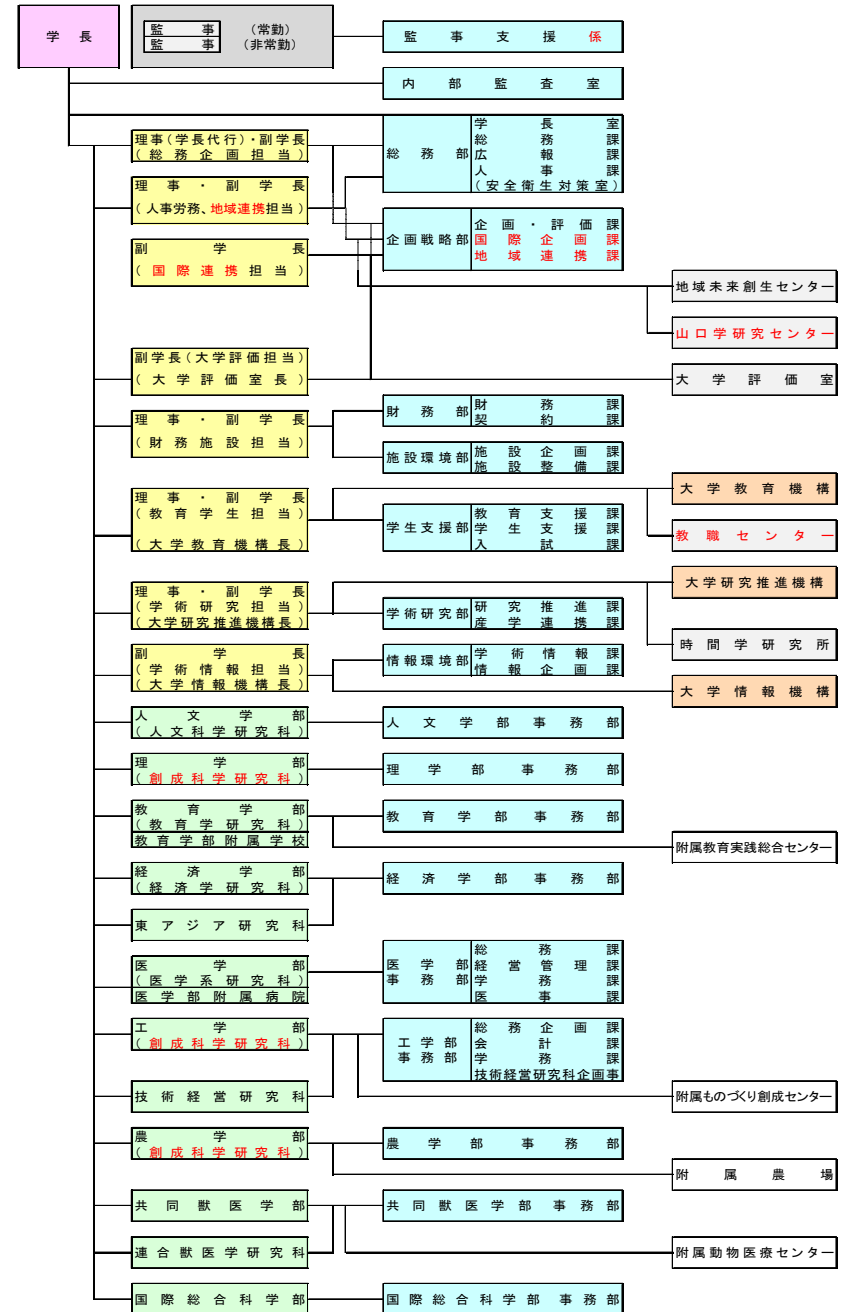 学長
監事（常勤）
監事（非常勤）
監事支援係
内部監査室
理事（学長代行）・副学長
（総務企画担当）
総務部
学長室
総務課
広報課
人事課
（安全衛生対策室）
理事・副学長
（人事労務、地域連携担当）
企画戦略部
企画・評価課
国際企画課
地域連携課
副学長
（国際連携担当）
地域未来創生センター
山口学研究センター
副学長（大学評価担当）
（大学評価室長）
大学評価室
理事・副学長
（財務施設担当）
財務部
財務課
契約課
施設環境部
施設企画課
施設整備課
理事・副学長
（教育学生担当）
（大学教育機構長）
学生支援部
教育支援課
学生支援課
入試課
大学教育機構
教職センター
理事・副学長
（学術研究担当）
（大学研究推進機構長）
学術研究部
研究推進課
産学連携課
大学研究推進機構
時間学研究所
副学長
（学術情報担当）
（大学情報機構長）
情報環境部
学術情報課
情報企画課
大学情報機構
人文学部
（人文科学研究科）
人文学部事務部
理学部
（創成科学研究科）
理学部事務部
教育学部
（教育学研究科）
教育学部附属学校
教育学部事務部
附属教育実践総合センター
経済学部
（経済学研究科）
経済学部事務部
東アジア研究科
医学部
（医学系研究科）
医学部附属病院
医学部
事務部
総務課
経営管理課
学務課
医事課
工学部
（創成科学研究科）
工学部
事務部
総務企画課
会計課
学務課
技術経営研究科企画事
技術経営研究科
附属ものづくり創成センター
農学部
（創成科学研究科）
農学部事務部
附属農場
共同獣医学部
共同獣医学部事務部
連合獣医学研究科
附属動物医療センター
国際総合科学部
国際総合科学部事務部